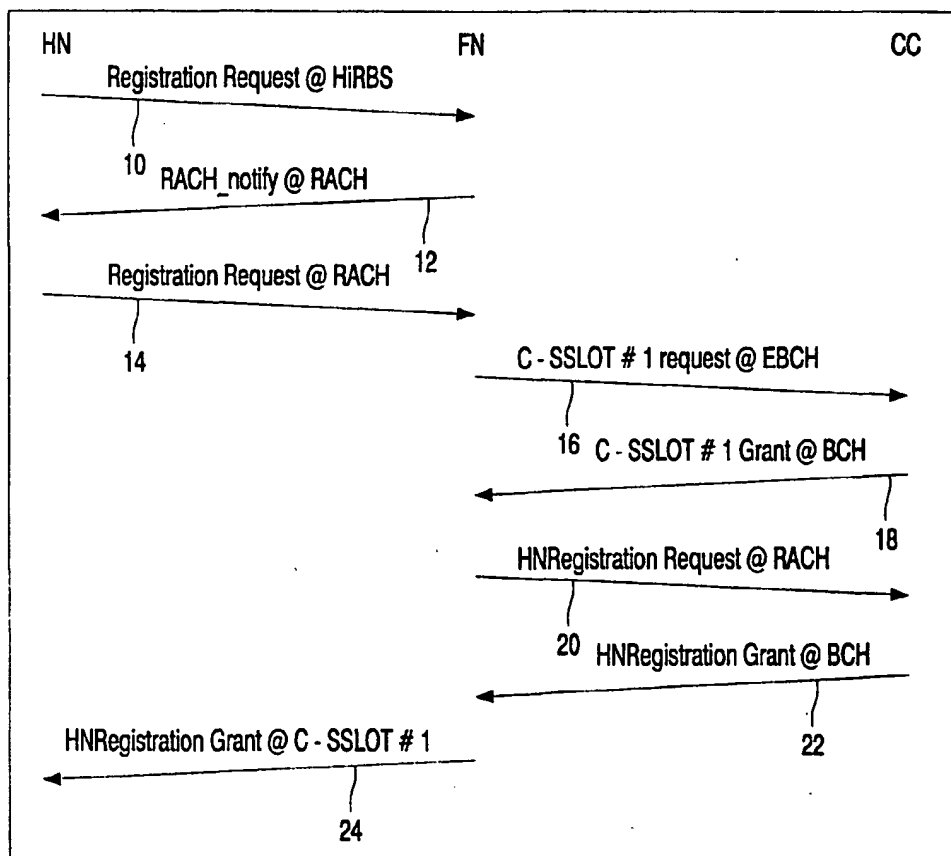 HN FN CC
Registration Request @ HiRBS
10
RACH_notify @ RACH
12
Registration Request @ RACH
14
C - SSLOT # 1 request @ EBCH
16
C - SSLOT # 1 Grant @ BCH
18
HNRegistration Request @ RACH
20
HNRegistration Grant @ BCH
22
HNRegistration Grant @ C - SSLOT # 1
24